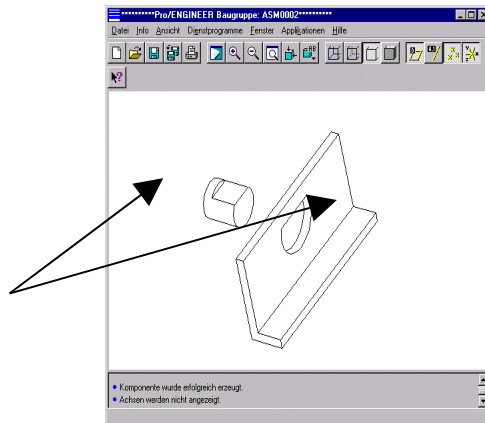 **********Pro/ENGINEER Baugruppe: ASM0002**********
Datei Info Ansicht Dienstprogramme Fenster Applikationen Hilfe
Komponente wurde erfolgreich erzeugt.
Achsen werden nicht angezeigt.